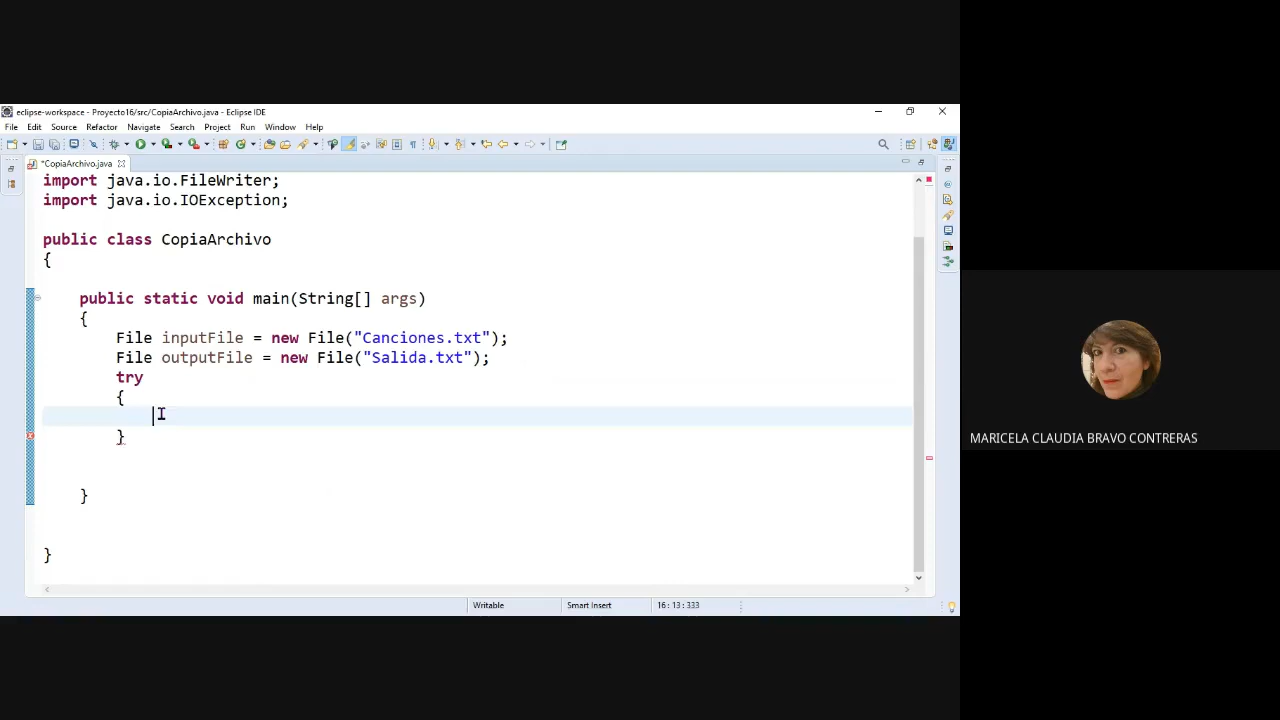 eclipse-workspace - Proyecto16/src/CopiaArchivo.java - Eclipse IDE
File Edit Source Refactor Navigate Search Project Run Window Help
*CopiaArchivo.java
import java.io.FileWriter;
import java.io.IOException;
public class CopiaArchivo
{
public static void main(String[] args)
{
File inputFile = new File("Canciones.txt");
File outputFile = new File("Salida.txt");
try
{
}
}
}
MARICELA CLAUDIA BRAVO CONTRERAS
Writable Smart Insert 16 : 13 : 333